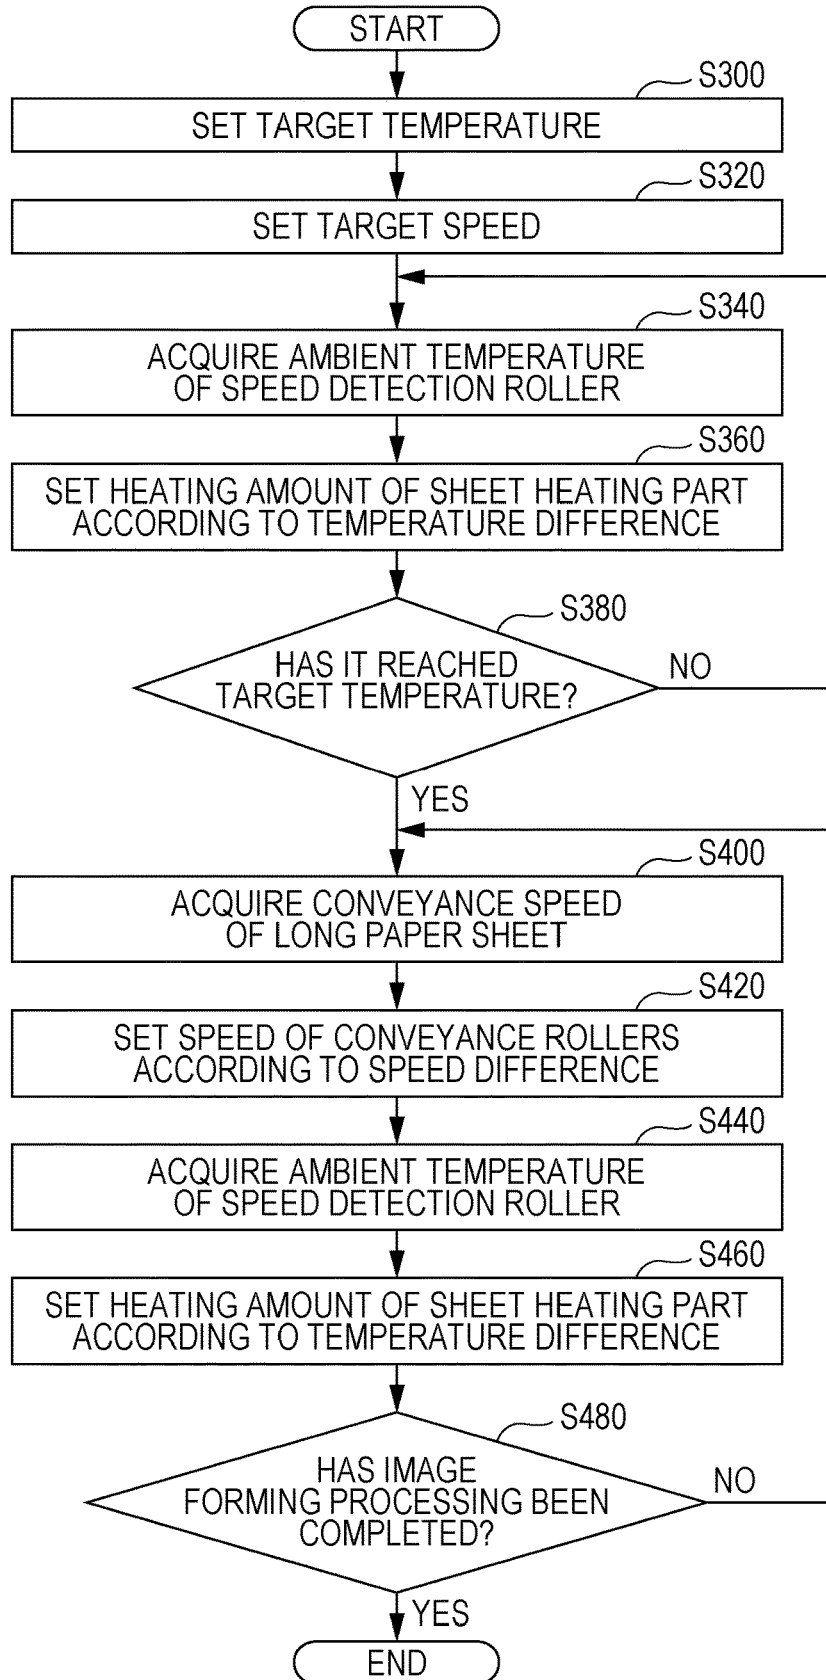 START
S300
SET TARGET TEMPERATURE
S320
SET TARGET SPEED
S340
ACQUIRE AMBIENT TEMPERATURE
OF SPEED DETECTION ROLLER
S360
SET HEATING AMOUNT OF SHEET HEATING PART
ACCORDING TO TEMPERATURE DIFFERENCE
S380
HAS IT REACHED
TARGET TEMPERATURE?
NO
YES
S400
ACQUIRE CONVEYANCE SPEED
OF LONG PAPER SHEET
S420
SET SPEED OF CONVEYANCE ROLLERS
ACCORDING TO SPEED DIFFERENCE
S440
ACQUIRE AMBIENT TEMPERATURE
OF SPEED DETECTION ROLLER
S460
SET HEATING AMOUNT OF SHEET HEATING PART
ACCORDING TO TEMPERATURE DIFFERENCE
S480
HAS IMAGE
FORMING PROCESSING BEEN
COMPLETED?
NO
YES
END